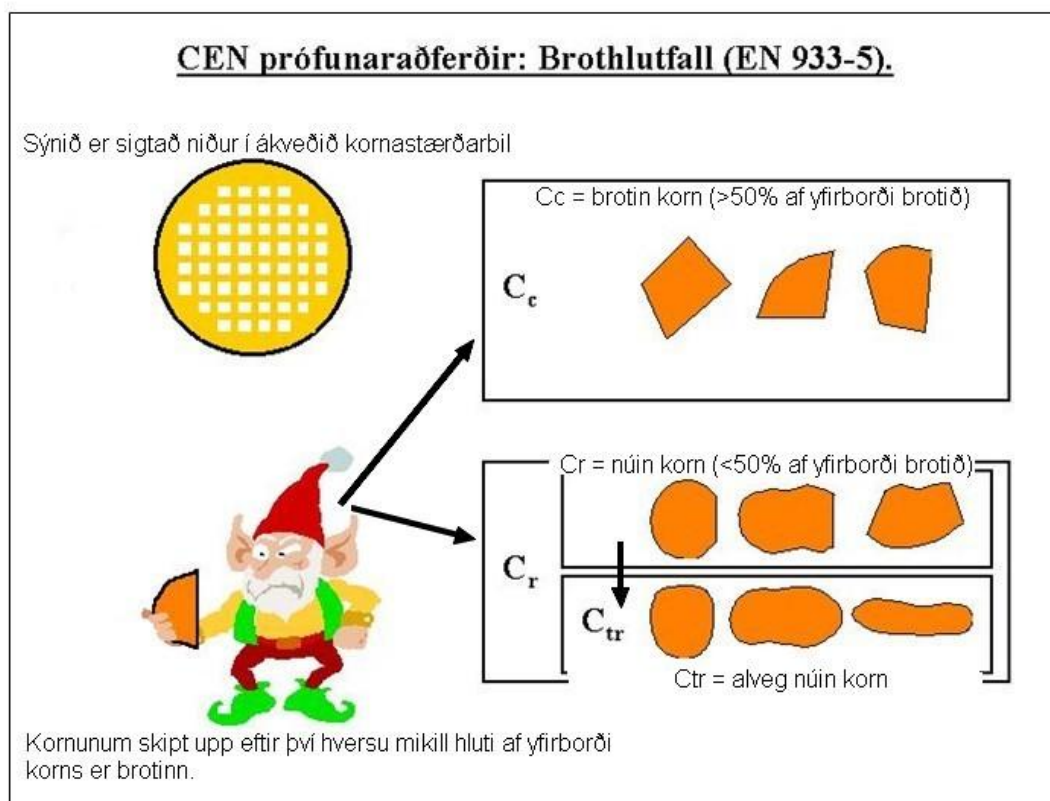 CEN prófunaraðferðir: Brothlutfall (EN 933-5).
Sýnið er sigtað niður í ákveðið kornastærðarbil
Cc = brotin korn (>50% af yfirborði brotið)
Cc
Cr = núin korn (<50% af yfirborði brotið)
Cr
Ctr
Ctr = alveg núin korn
Kornunum skipt upp eftir því hversu mikill hluti af yfirborði
korns er brotinn.